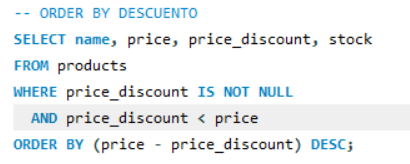 -- ORDER BY DESCUENTO
SELECT name, price, price_discount, stock
FROM products
WHERE price_discount IS NOT NULL
  AND price_discount < price
ORDER BY (price - price_discount) DESC;